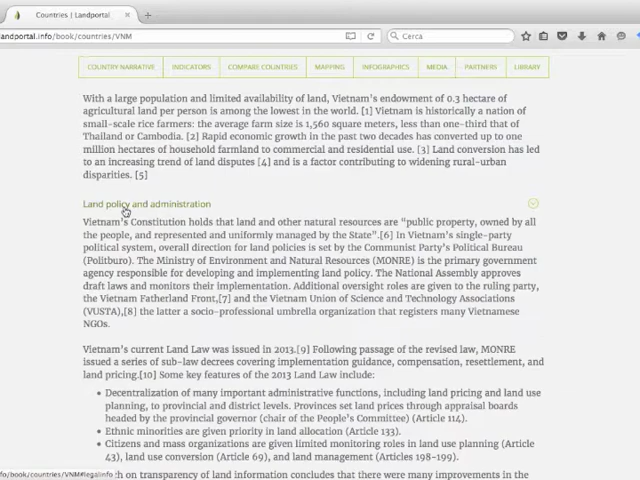 Countries | Landportal
landportal.info/book/countries/VNM
Cerca
COUNTRY NARRATIVE INDICATORS COMPARE COUNTRIES MAPPING INFOGRAPHICS MEDIA PARTNERS LIBRARY
With a large population and limited availability of land, Vietnam's endowment of 0.3 hectare of
agricultural land per person is among the lowest in the world. [1] Vietnam is historically a nation of
small-scale rice farmers: the average farm size is 1,560 square meters, less than one-third that of
Thailand or Cambodia. [2] Rapid economic growth in the past two decades has converted up to one
million hectares of household farmland to commercial and residential use. [3] Land conversion has led
to an increasing trend of land disputes [4] and is a factor contributing to widening rural-urban
disparities. [5]
Land policy and administration
Vietnam's Constitution holds that land and other natural resources are "public property, owned by all
the people, and represented and uniformly managed by the State".[6] In Vietnam's single-party
political system, overall direction for land policies is set by the Communist Party's Political Bureau
(Politburo). The Ministry of Environment and Natural Resources (MONRE) is the primary government
agency responsible for developing and implementing land policy. The National Assembly approves
draft laws and monitors their implementation. Additional oversight roles are given to the ruling party,
the Vietnam Fatherland Front,[7] and the Vietnam Union of Science and Technology Associations
(VUSTA),[8] the latter a socio-professional umbrella organization that registers many Vietnamese
NGOs.
Vietnam's current Land Law was issued in 2013.[9] Following passage of the revised law, MONRE
issued a series of sub-law decrees covering implementation guidance, compensation, resettlement, and
land pricing.[10] Some key features of the 2013 Land Law include:
Decentralization of many important administrative functions, including land pricing and land use
planning, to provincial and district levels. Provinces set land prices through appraisal boards
headed by the provincial governor (chair of the People's Committee) (Article 114).
Ethnic minorities are given priority in land allocation (Article 133).
Citizens and mass organizations are given limited monitoring roles in land use planning (Article
43), land use conversion (Article 69), and land management (Articles 198-199).
fo/book/countries/VNM#legalinfo
ch on transparency of land information concludes that there were many improvements in the